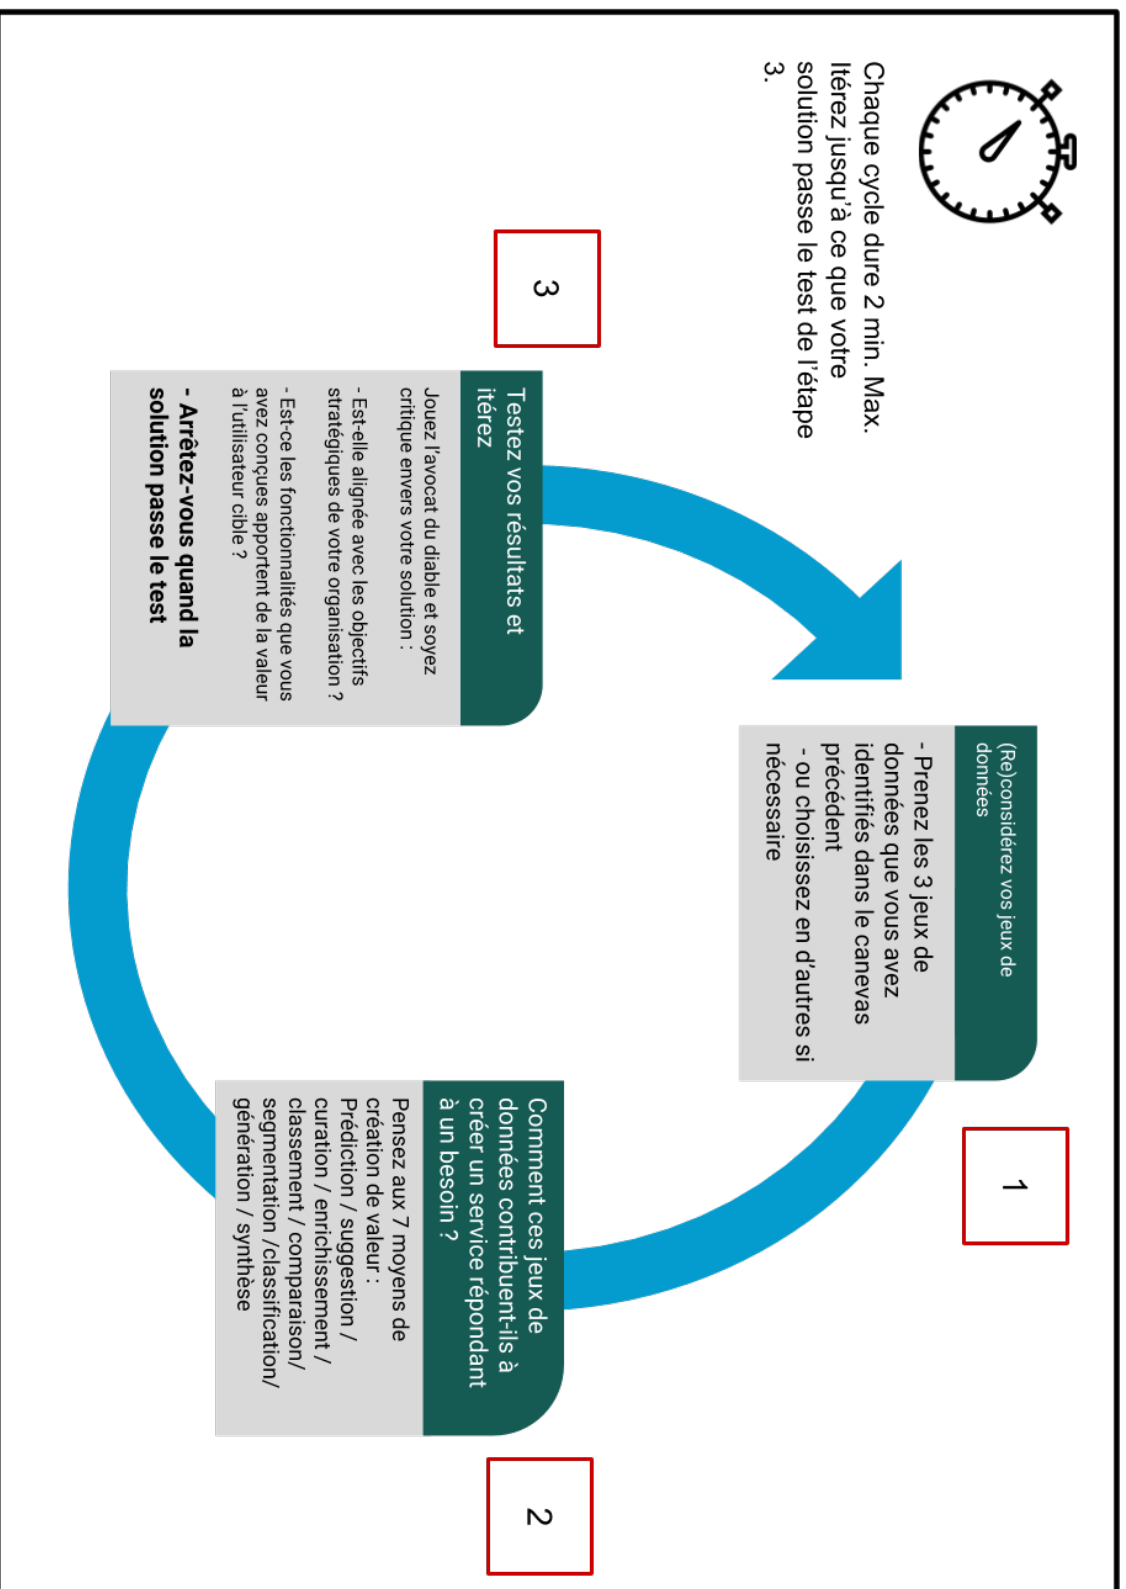 Chaque cycle dure 2 min. Max.
Itérez jusqu'à ce que votre
solution passe le test de l'étape
3.
1
(Re)considérez vos jeux de
données
- Prenez les 3 jeux de
données que vous avez
identifiés dans le canevas
précédent
- ou choisissez en d'autres si
nécessaire
2
Comment ces jeux de
données contribuent-ils à
créer un service répondant
à un besoin ?
Pensez aux 7 moyens de
création de valeur :
Prédiction / suggestion /
curation / enrichissement /
classement / comparaison/
segmentation /classification/
génération / synthèse
3
Testez vos résultats et
itérez
Jouez l'avocat du diable et soyez
critique envers votre solution :
- Est-elle alignée avec les objectifs
stratégiques de votre organisation ?
- Est-ce les fonctionnalités que vous
avez conçues apportent de la valeur
à l'utilisateur cible ?
- Arrêtez-vous quand la
solution passe le test